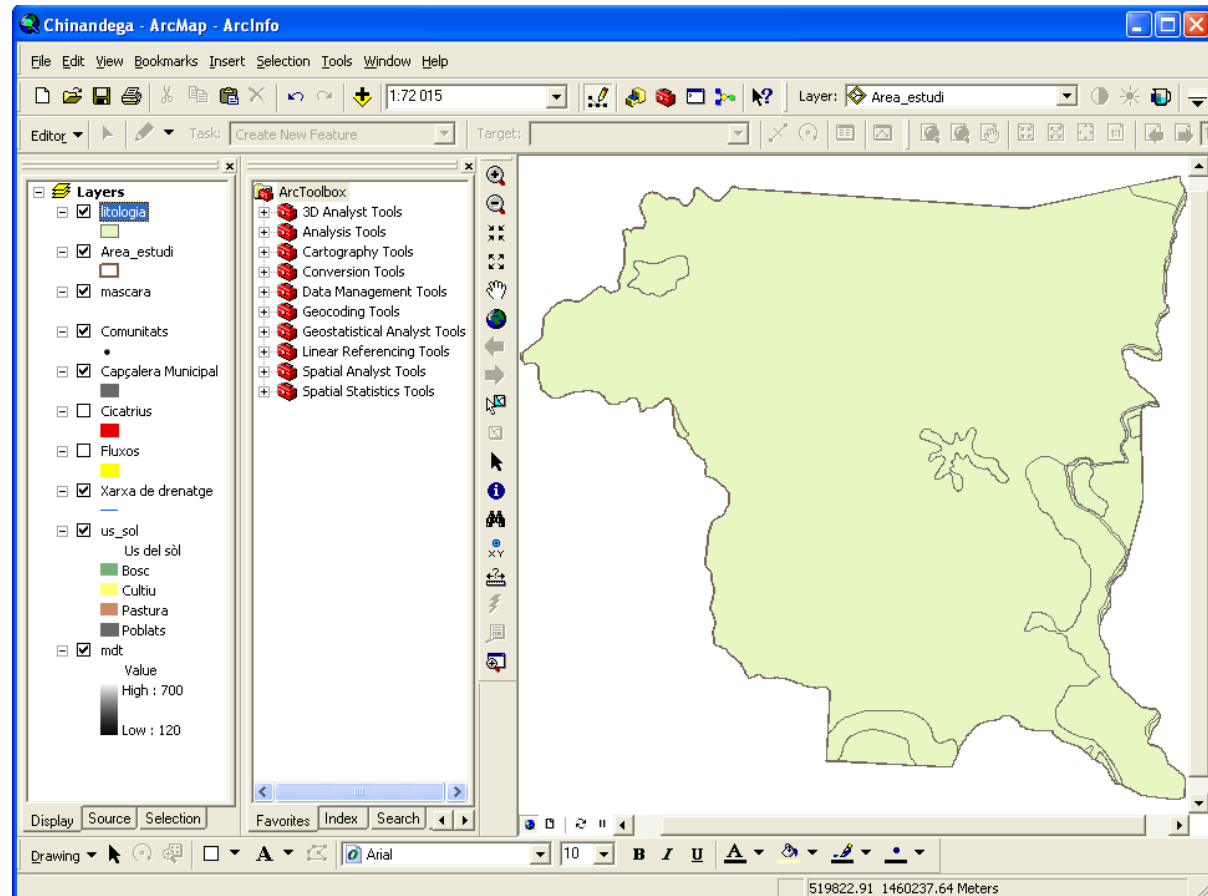 Chinandega - ArcMap - ArcInfo
File Edit View Bookmarks Insert Selection Tools Window Help
1:72 015 Layer: Area_estudi
Editor Task: Create New Feature Target:
Layers
litologia
Area_estudi
mascara
Comunitats
Capçalera Municipal
Cicatrius
Fluxos
Xarxa de drenatge
us_sol
Us del sòl
Bosc
Cultiu
Pastura
Poblats
mdt
Value
High : 700
Low : 120
Display Source Selection
ArcToolbox
3D Analyst Tools
Analysis Tools
Cartography Tools
Conversion Tools
Data Management Tools
Geocoding Tools
Geostatistical Analyst Tools
Linear Referencing Tools
Spatial Analyst Tools
Spatial Statistics Tools
Favorites Index Search
XY
Drawing A Arial 10 B I U A
519822.91 1460237.64 Meters